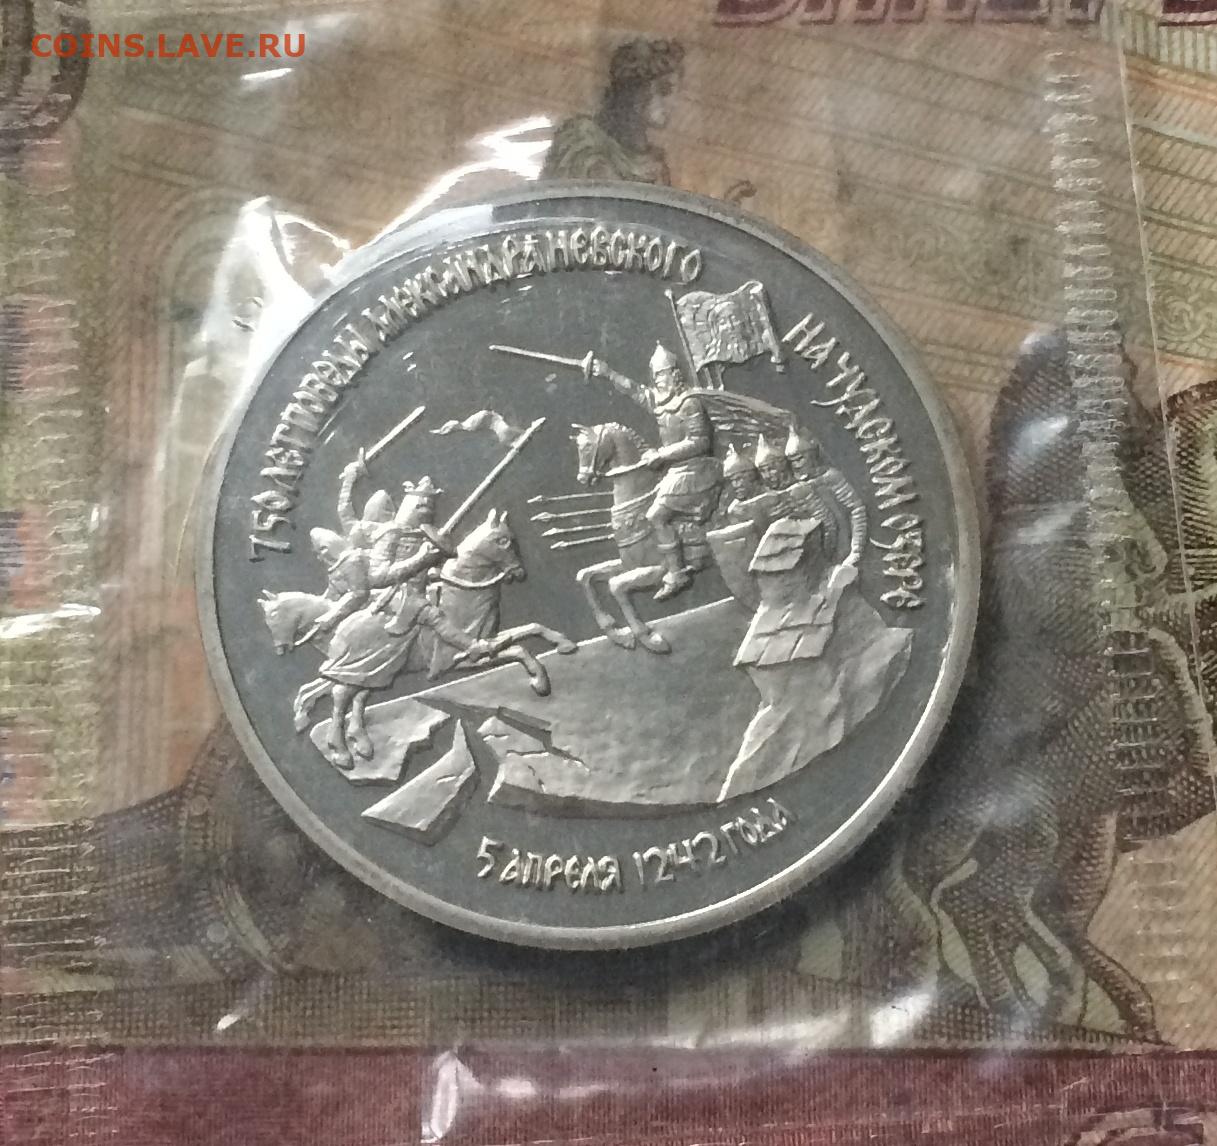 COINS.LAVE.RU
750 ЛЕТ ПОБЕДЫ АЛЕКСАНДРА НЕВСКОГО
НА ЧУДСКОМ ОЗЕРЕ
5 АПРЕЛЯ 1242 ГОДА